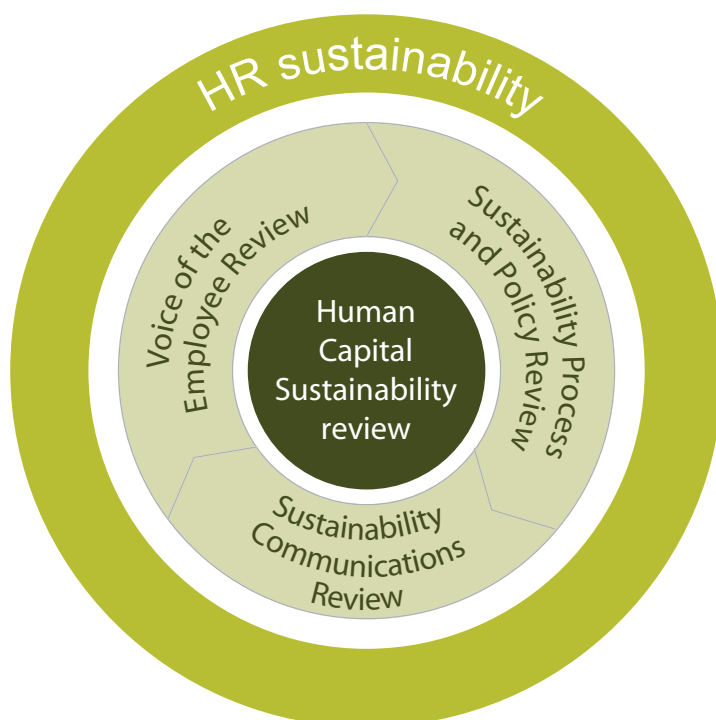 HR sustainability
Voice of the
Employee Review
Sustainability Process
and Policy Review
Human
Capital
Sustainability
review
Sustainability
Communications
Review